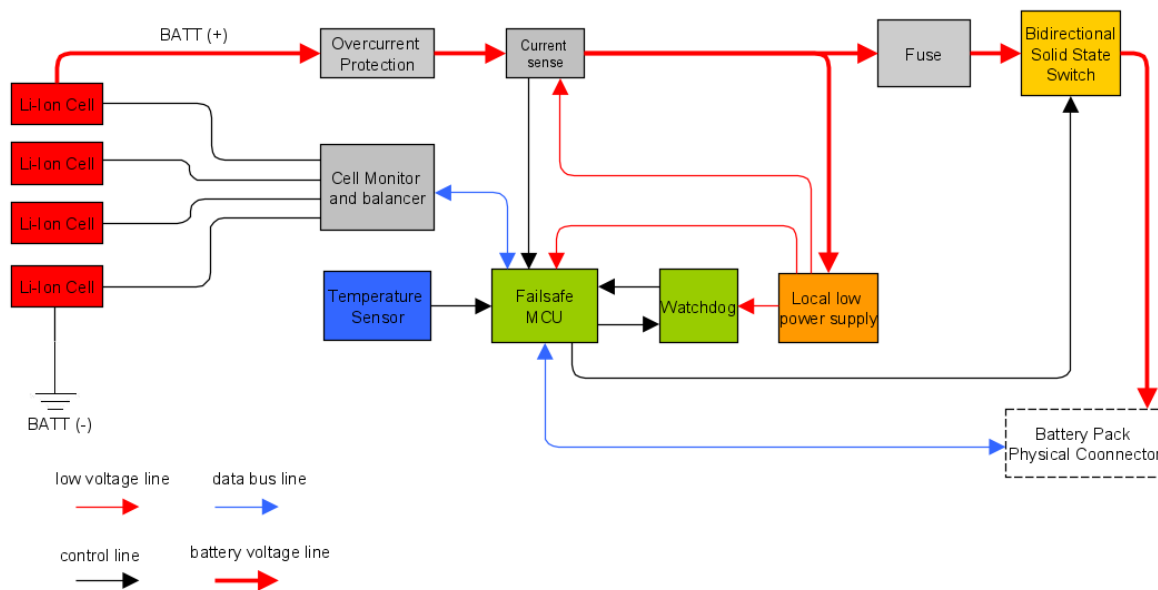 BATT (+)
Overcurrent
Protection
Current
sense
Fuse
Bidirectional
Solid State
Switch
Li-Ion Cell
Li-Ion Cell
Li-Ion Cell
Li-Ion Cell
Cell Monitor
and balancer
Temperature
Sensor
Failsafe
MCU
Watchdog
Local low
power supply
BATT (-)
Battery Pack
Physical Coonnector
low voltage line
data bus line
control line
battery voltage line